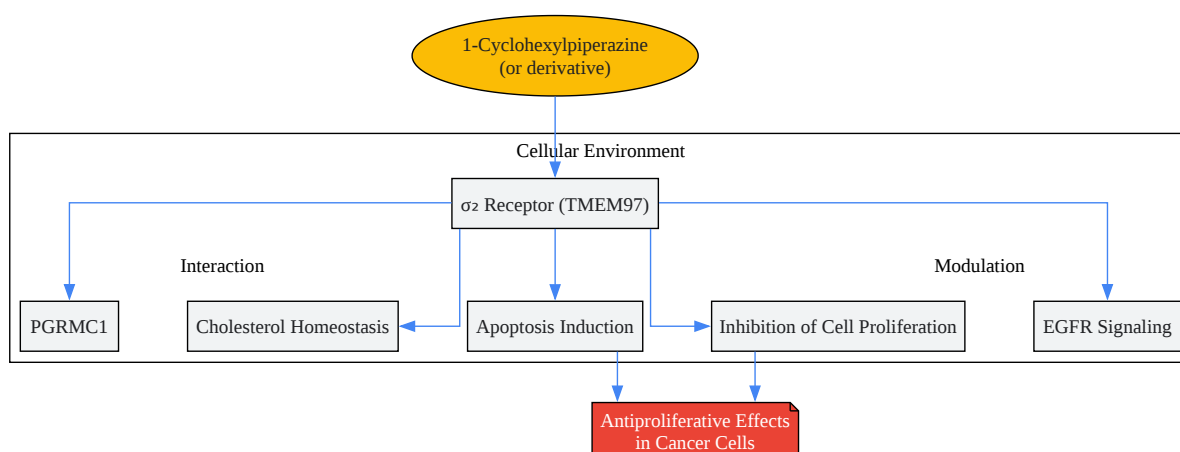 1-Cyclohexylpiperazine
(or derivative)
Cellular Environment
σ₂ Receptor (TMEM97)
Interaction
Modulation
PGRMC1
Cholesterol Homeostasis
Apoptosis Induction
Inhibition of Cell Proliferation
EGFR Signaling
Antiproliferative Effects
in Cancer Cells